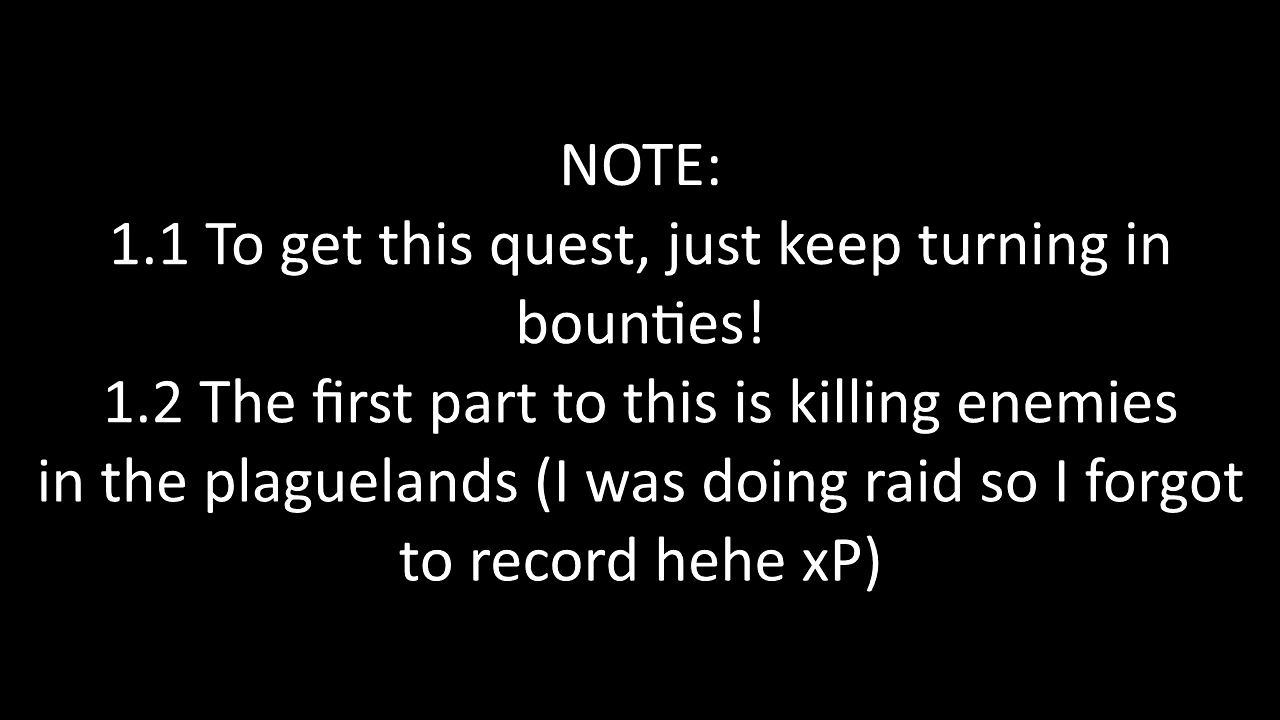 NOTE:
1.1 To get this quest, just keep turning in
bounties!
1.2 The first part to this is killing enemies
in the plaguelands (I was doing raid so I forgot
to record hehe xP)